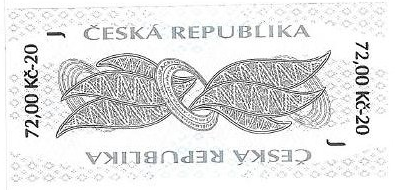 J
ČESKÁ REPUBLIKA
72,00 Kč-20
72,00 Kč-20
ČESKÁ REPUBLIKA
J